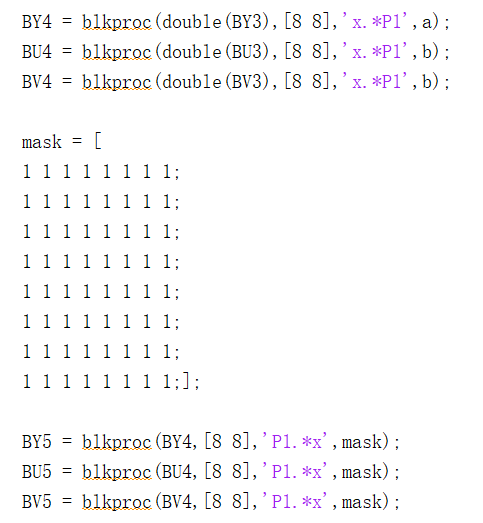 BY4 = blkproc(double(BY3),[8 8],'x.*P1',a);
BU4 = blkproc(double(BU3),[8 8],'x.*P1',b);
BV4 = blkproc(double(BV3),[8 8],'x.*P1',b);
mask = [
1 1 1 1 1 1 1 1;
1 1 1 1 1 1 1 1;
1 1 1 1 1 1 1 1;
1 1 1 1 1 1 1 1;
1 1 1 1 1 1 1 1;
1 1 1 1 1 1 1 1;
1 1 1 1 1 1 1 1;
1 1 1 1 1 1 1 1;];
BY5 = blkproc(BY4,[8 8],'P1.*x',mask);
BU5 = blkproc(BU4,[8 8],'P1.*x',mask);
BV5 = blkproc(BV4,[8 8],'P1.*x',mask);